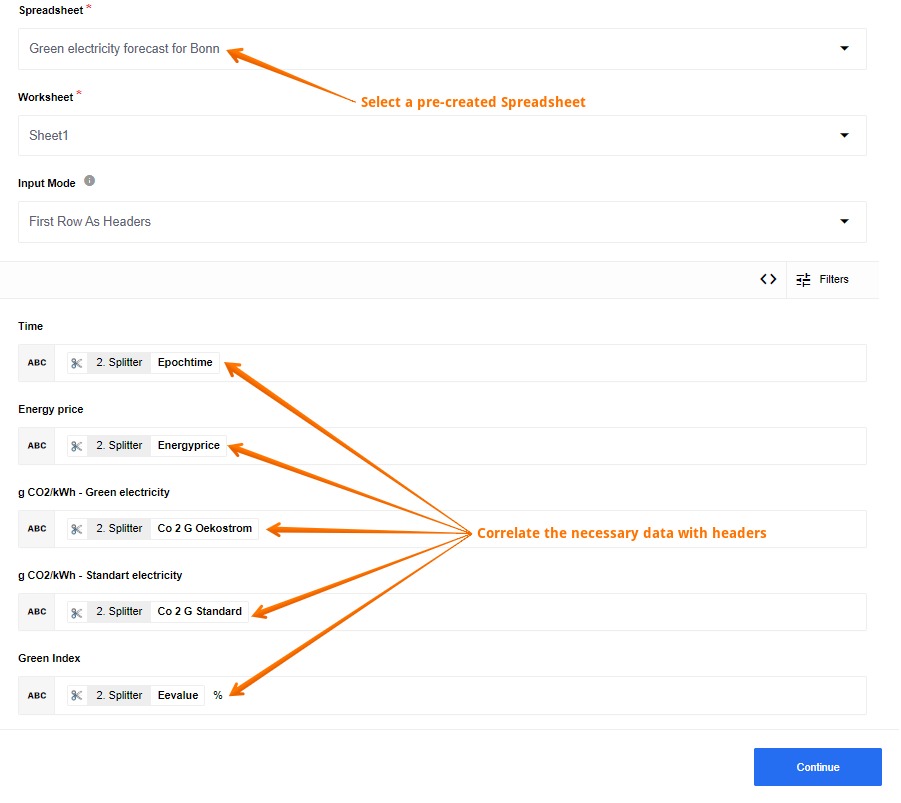 Spreadsheet *
Green electricity forecast for Bonn
Select a pre-created Spreadsheet
Worksheet *
Sheet1
Input Mode
First Row As Headers
Filters
Time
ABC 2. Splitter Epochtime
Energy price
ABC 2. Splitter Energyprice
g CO2/kWh - Green electricity
ABC 2. Splitter Co 2 G Oekostrom
Correlate the necessary data with headers
g CO2/kWh - Standart electricity
ABC 2. Splitter Co 2 G Standard
Green Index
ABC 2. Splitter Eevalue %
Continue